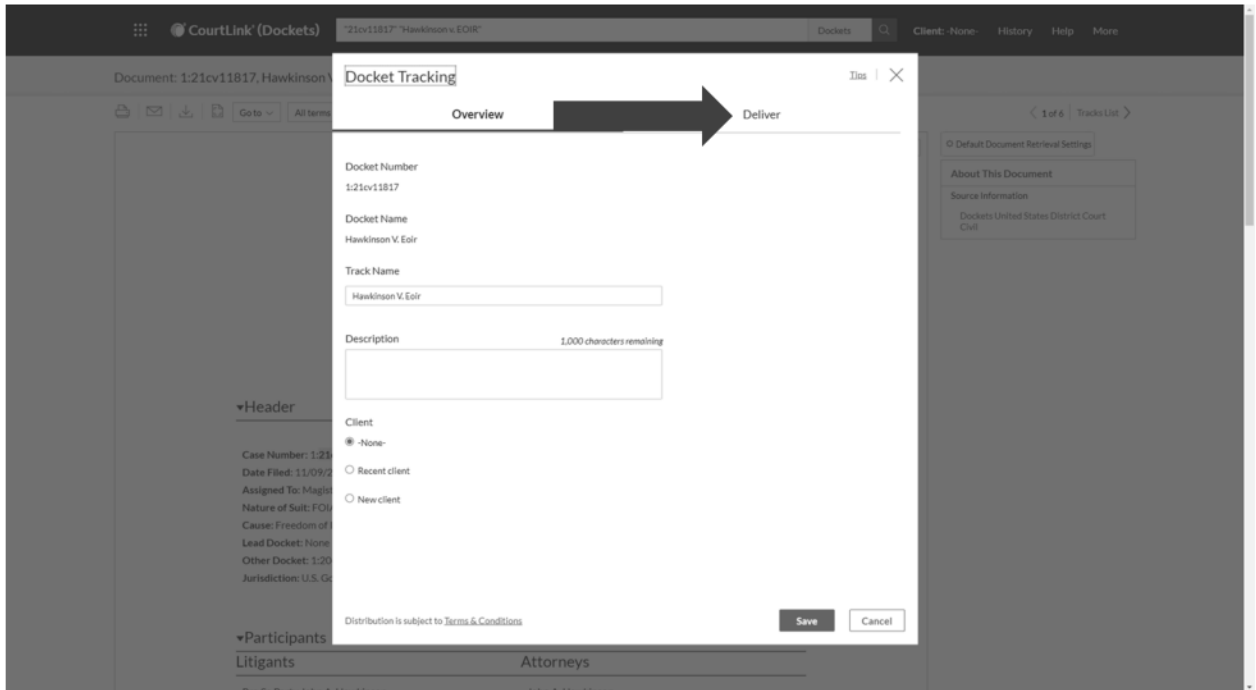 CourtLink' (Dockets)
"21cv11817" "Hawkinson v. EOIR"
Dockets
Client: -None-
History
Help
More
Document: 1:21cv11817, Hawkinson
Go to
All terms
1 of 6
Tracks List
Default Document Retrieval Settings
About This Document
Source Information
Dockets United States District Court
Civil
Docket Tracking
Tips
Overview
Deliver
Docket Number
1:21cv11817
Docket Name
Hawkinson V. Eoir
Track Name
Hawkinson V. Eoir
Description
1,000 characters remaining
Client
-None-
Recent client
New client
Distribution is subject to Terms & Conditions
Save
Cancel
Header
Case Number: 1:21
Date Filed: 11/09/2
Assigned To: Magist
Nature of Suit: FOI
Cause: Freedom of
Lead Docket: None
Other Docket: 1:20
Jurisdiction: U.S. Go
Participants
Litigants
Attorneys